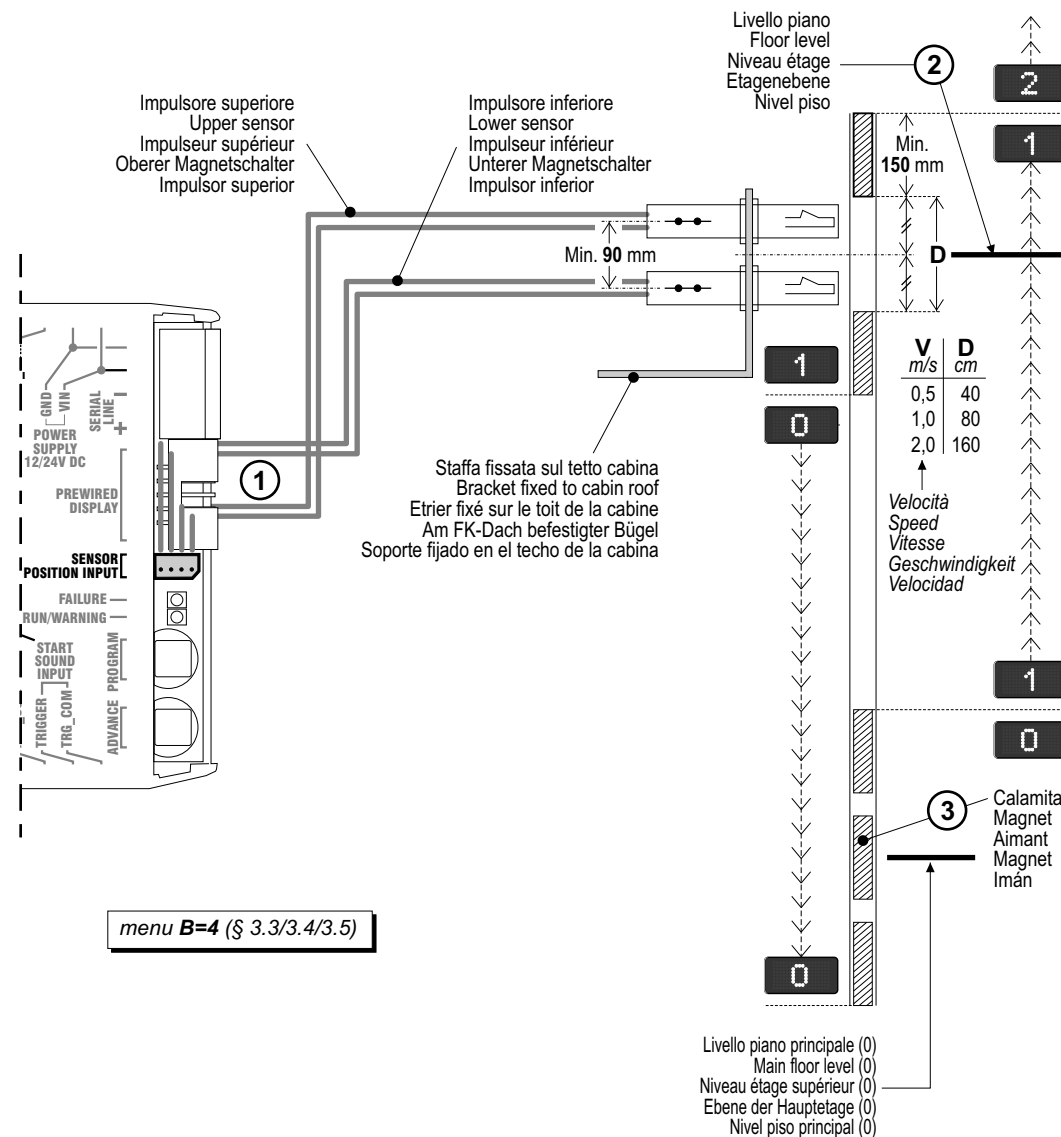 Livello piano
Floor level
Niveau étage
Etagenebene
Nivel piso
2
2
Impulsore superiore
Upper sensor
Impulseur supérieur
Oberer Magnetschalter
Impulsor superior
Impulsore inferiore
Lower sensor
Impulseur inférieur
Unterer Magnetschalter
Impulsor inferior
Min.
150 mm
1
Min. 90 mm
D
V D
m/s cm
0,5 40
1,0 80
2,0 160
Velocità
Speed
Vitesse
Geschwindigkeit
Velocidad
1
0
Staffa fissata sul tetto cabina
Bracket fixed to cabin roof
Etrier fixé sur le toit de la cabine
Am FK-Dach befestigter Bügel
Soporte fijado en el techo de la cabina
GND
VIN
SERIAL
LINE
+
–
POWER
SUPPLY
12/24V DC
1
PREWIRED
DISPLAY
SENSOR
POSITION INPUT
FAILURE
RUN/WARNING
START
SOUND
INPUT
TRIGGER
TRG_COM
PROGRAM
ADVANCE
1
0
3
Calamita
Magnet
Aimant
Magnet
Imán
menu B=4 (§ 3.3/3.4/3.5)
0
Livello piano principale (0)
Main floor level (0)
Niveau étage supérieur (0)
Ebene der Hauptetage (0)
Nivel piso principal (0)